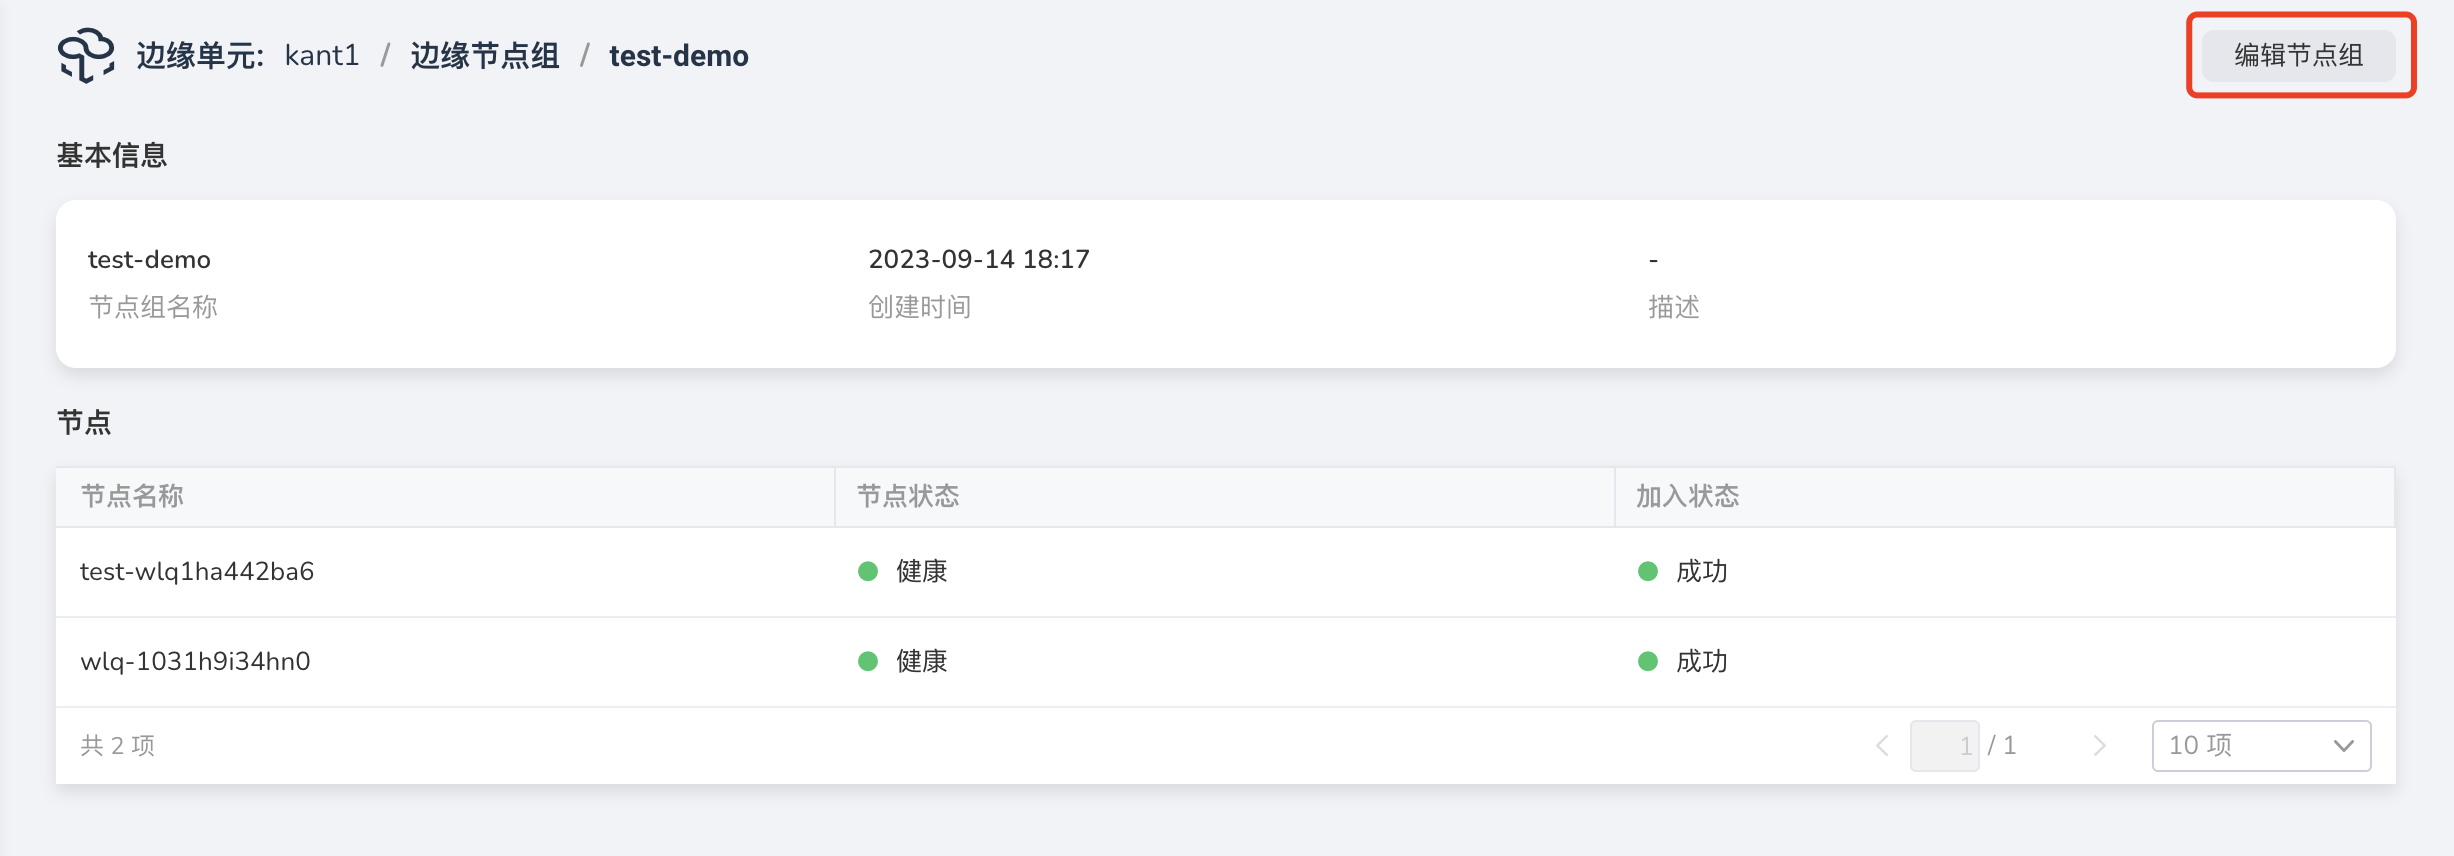 边缘单元: kant1 / 边缘节点组 / test-demo
编辑节点组
基本信息
test-demo 2023-09-14 18:17 -
节点组名称 创建时间 描述
节点
节点名称 节点状态 加入状态
test-wlq1ha442ba6 健康 成功
wlq-1031h9i34hn0 健康 成功
共 2 项 1 / 1 10 项